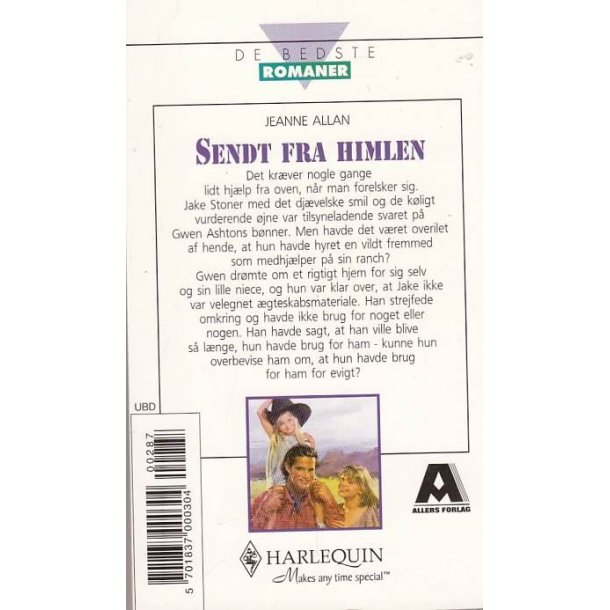 DE BEDSTE
ROMANER
JEANNE ALLAN
SENDT FRA HIMLEN
Det kræver nogle gange
lidt hjælp fra oven, når man forelsker sig.
Jake Stoner med det djævelske smil og de køligt
vurderende øjne var tilsyneladende svaret på
Gwen Ashtons bønner. Men havde det været overilet
af hende, at hun havde hyret en vildt fremmed
som medhjælper på sin ranch?
Gwen drømte om et rigtigt hjem for sig selv
og sin lille niece, og hun var klar over, at Jake ikke
var velegnet ægteskabsmateriale. Han strejfede
omkring og havde ikke brug for noget eller
nogen. Han havde sagt, at han ville blive
så længe, hun havde brug for ham - kunne hun
overbevise ham om, at hun havde brug
for ham for evigt?
UBD
00287
5 701837 000304
A
ALLERS FORLAG
HARLEQUIN
Makes any time special™